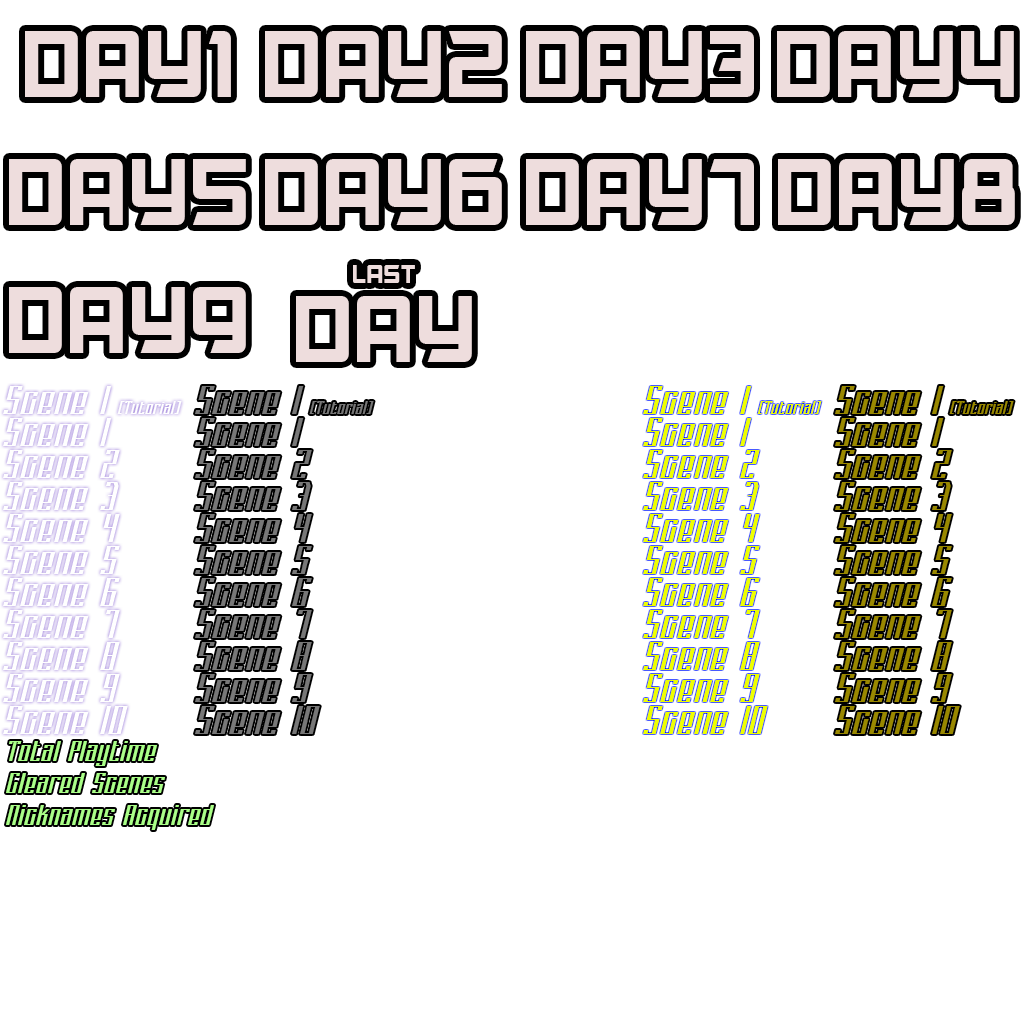 DAY1 DAY2 DAY3 DAY4
DAY5 DAY6 DAY7 DAY8
DAY9 LAST DAY
Scene 1 (Tutorial) Scene 1 (Tutorial) Scene 1 (Tutorial) Scene 1 (Tutorial)
Scene 1 Scene 1 Scene 1 Scene 1
Scene 2 Scene 2 Scene 2 Scene 2
Scene 3 Scene 3 Scene 3 Scene 3
Scene 4 Scene 4 Scene 4 Scene 4
Scene 5 Scene 5 Scene 5 Scene 5
Scene 6 Scene 6 Scene 6 Scene 6
Scene 7 Scene 7 Scene 7 Scene 7
Scene 8 Scene 8 Scene 8 Scene 8
Scene 9 Scene 9 Scene 9 Scene 9
Scene 10 Scene 10 Scene 10 Scene 10
Total Playtime
Cleared Scenes
Nicknames Acquired